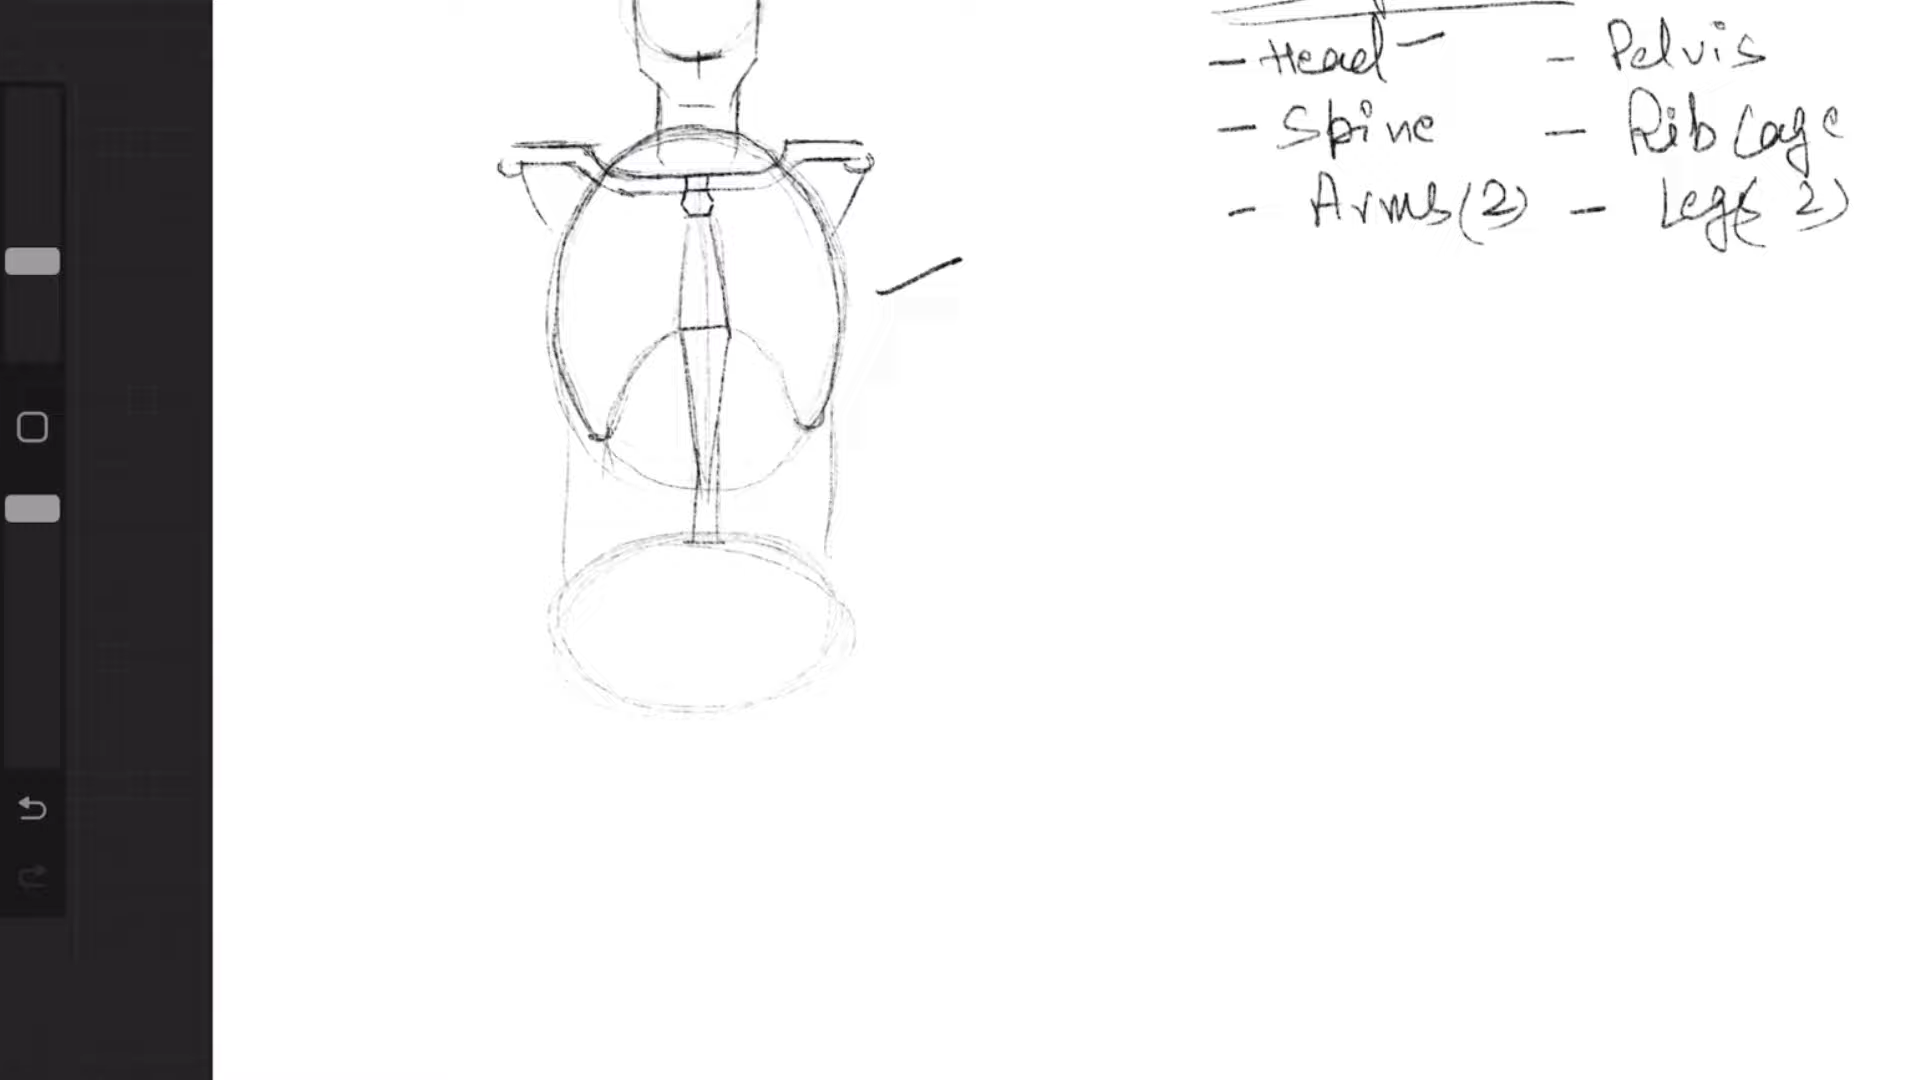 - Head - - Pelvis
- Spine - Rib Cage
- Arms (2) - Legs (2)